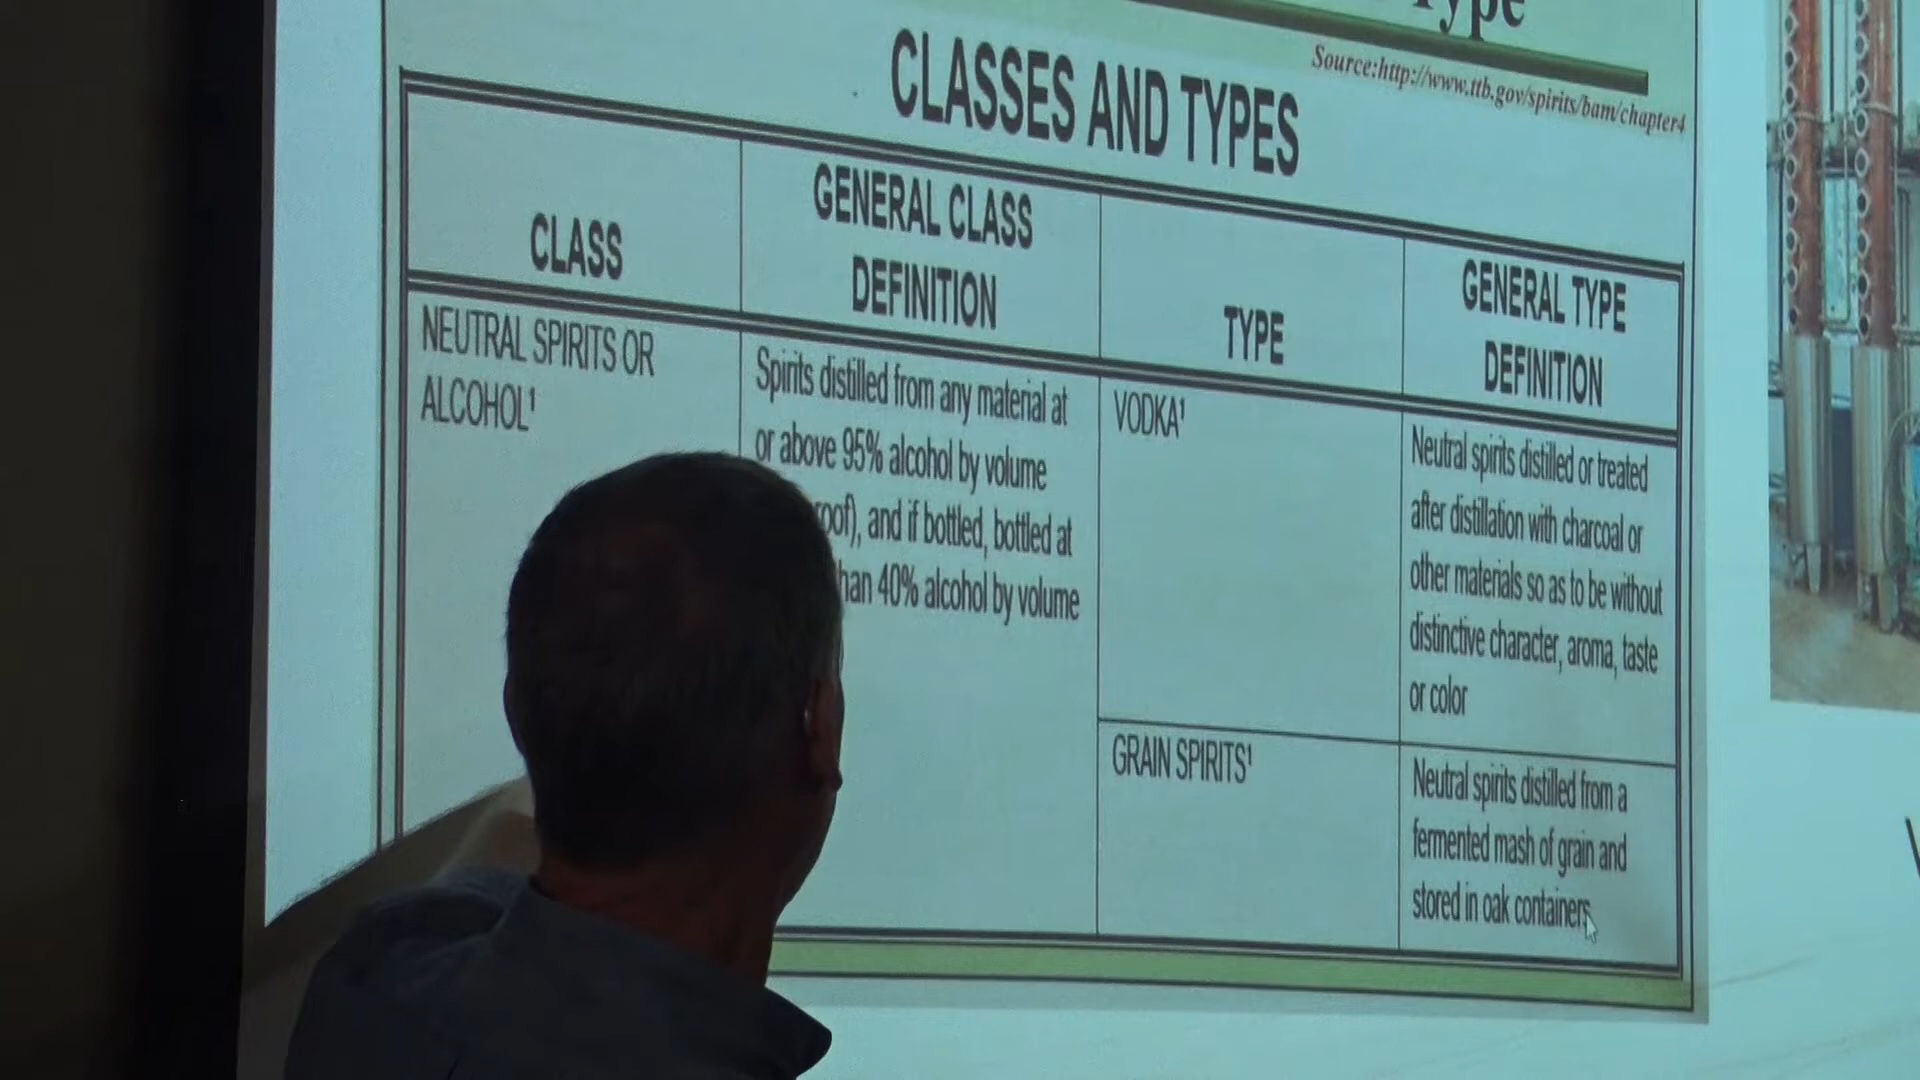 Type
Source:http://www.ttb.gov/spirits/bam/chapter4
CLASSES AND TYPES
CLASS
GENERAL CLASS
DEFINITION
TYPE
GENERAL TYPE
DEFINITION
NEUTRAL SPIRITS OR
ALCOHOL¹
Spirits distilled from any material at
or above 95% alcohol by volume
and if bottled, bottled at
40% alcohol by volume
VODKA¹
Neutral spirits distilled or treated
after distillation with charcoal or
other materials so as to be without
distinctive character, aroma, taste
or color
GRAIN SPIRITS¹
Neutral spirits distilled from a
fermented mash of grain and
stored in oak containers